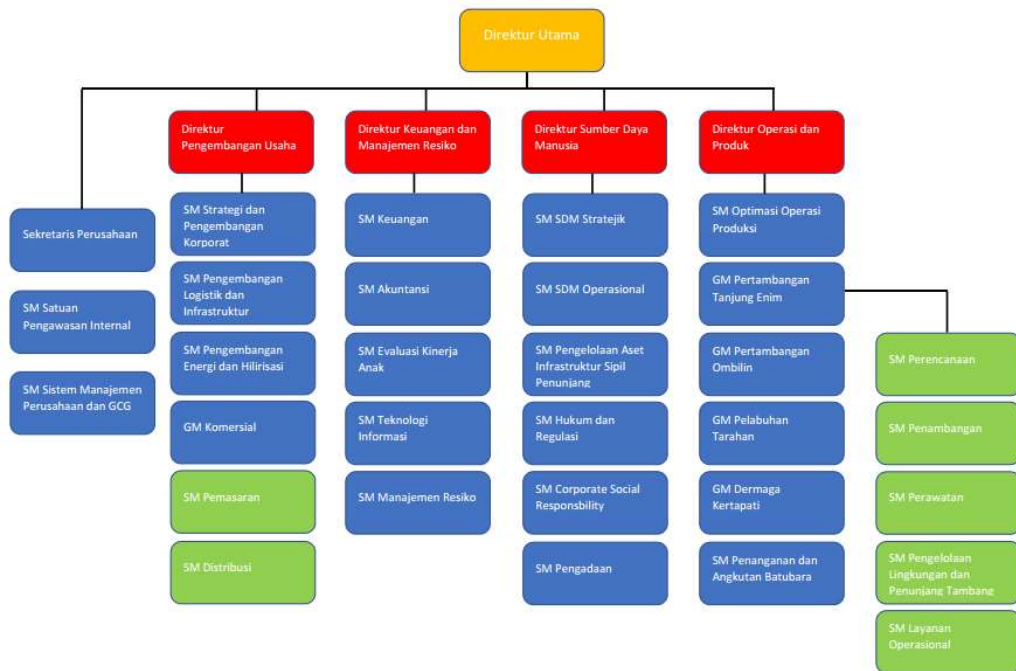 Direktur Utama
Direktur
Pengembangan Usaha
Direktur Keuangan dan
Manajemen Resiko
Direktur Sumber Daya
Manusia
Direktur Operasi dan
Produk
Sekretaris Perusahaan
SM Satuan
Pengawasan Internal
SM Sistem Manajemen
Perusahaan dan GCG
SM Strategi dan
Pengembangan
Korporat
SM Pengembangan
Logistik dan
Infrastruktur
SM Pengembangan
Energi dan Hilirisasi
GM Komersial
SM Pemasaran
SM Distribusi
SM Keuangan
SM Akuntansi
SM Evaluasi Kinerja
Anak
SM Teknologi
Informasi
SM Manajemen Resiko
SM SDM Stratejik
SM SDM Operasional
SM Pengelolaan Aset
Infrastruktur Sipil
Penunjang
SM Hukum dan
Regulasi
SM Corporate Social
Responsbility
SM Pengadaan
SM Optimasi Operasi
Produksi
GM Pertambangan
Tanjung Enim
GM Pertambangan
Ombilin
GM Pelabuhan
Tarahan
GM Dermaga
Kertapati
SM Penanganan dan
Angkutan Batubara
SM Perencanaan
SM Penambangan
SM Perawatan
SM Pengelolaan
Lingkungan dan
Penunjang Tambang
SM Layanan
Operasional